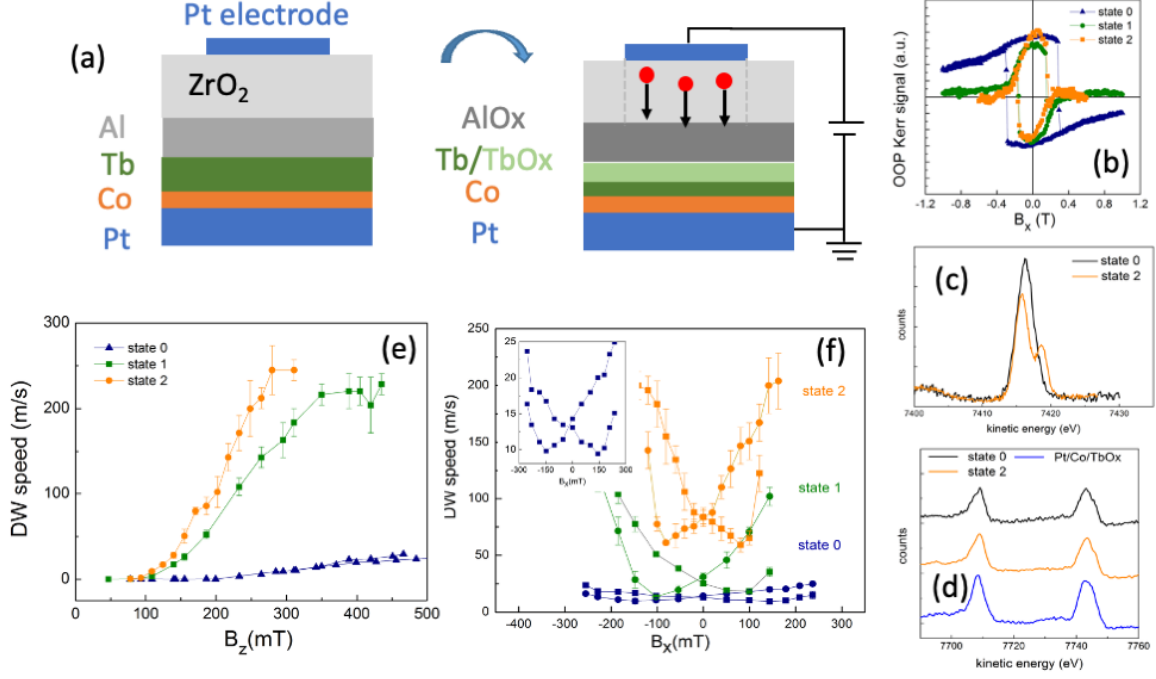 Pt electrode
(a)
ZrO2
Al
Tb
Co
Pt
AlOx
Tb/TbOx
Co
Pt
state 0
state 1
state 2
OOP Kerr signal (a.u.)
(b)
-1.2 -0.8 -0.4 0 0.4 0.8 1.2
Bx (T)
(c)
state 0
state 2
counts
7400 7410 7420 7430
kinetic energy (eV)
state 0
state 2
Pt/Co/TbOx
counts
(d)
7700 7720 7740 7760
kinetic energy (eV)
(e)
state 0
state 1
state 2
DW speed (m/s)
300
200
100
0
0 100 200 300 400 500
Bz(mT)
(f)
DW speed (m/s)
250
200
150
100
50
0
25
20
15
10
-300 -150 0 150 300
Bx(mT)
state 2
state 1
state 0
-400 -300 -200 -100 0 100 200 300
Bx(mT)